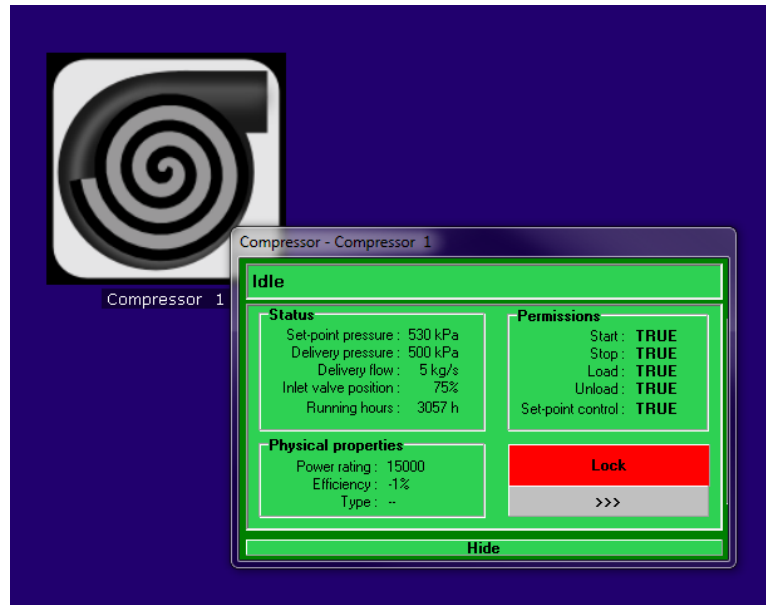 Compressor 1
Compressor - Compressor 1
Idle
Status
Set-point pressure : 530 kPa
Delivery pressure : 500 kPa
Delivery flow : 5 kg/s
Inlet valve position : 75%
Running hours : 3057 h
Permissions
Start : TRUE
Stop : TRUE
Load : TRUE
Unload : TRUE
Set-point control : TRUE
Physical properties
Power rating : 15000
Efficiency : -1%
Type : --
Lock
>>>
Hide